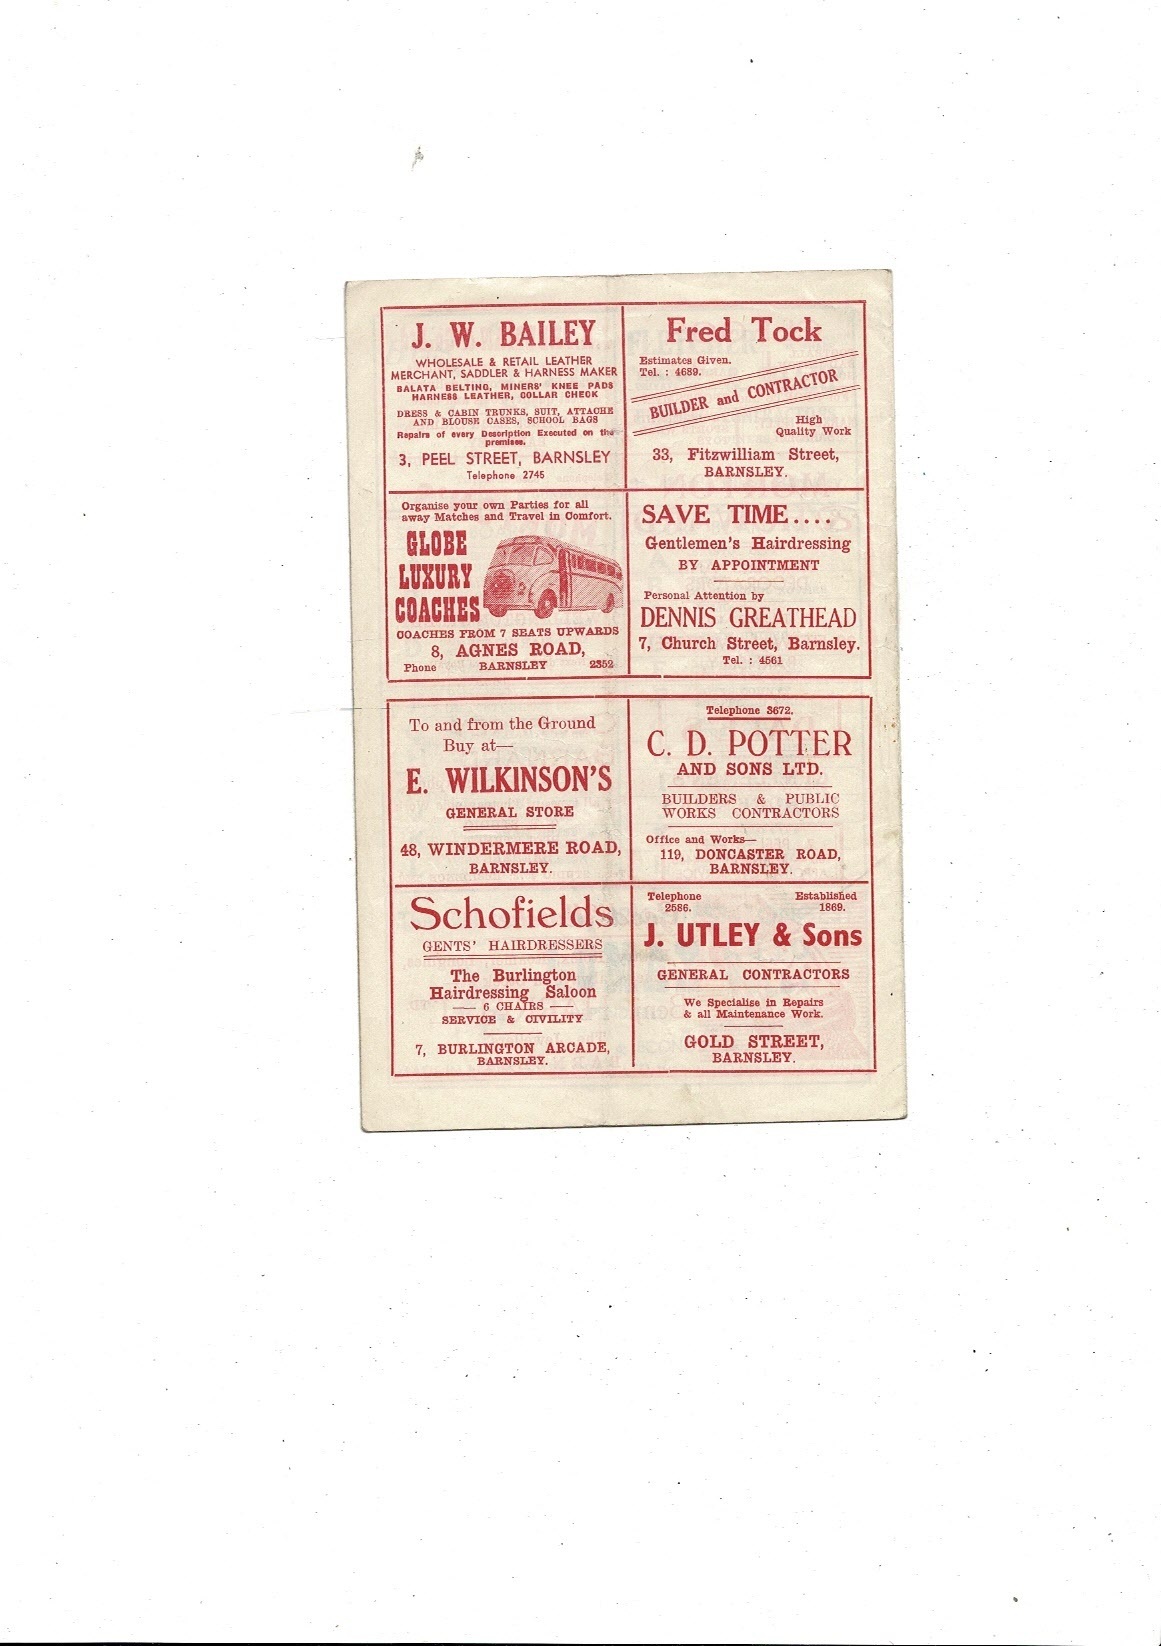 J. W. BAILEY
WHOLESALE & RETAIL LEATHER
MERCHANT, SADDLER & HARNESS MAKER
BALATA BELTING, MINERS' KNEE PADS
HARNESS LEATHER, COLLAR CHECK
DRESS & CABIN TRUNKS, SUIT, ATTACHE
AND BLOUSE CASES, SCHOOL BAGS
Repairs of every Description Executed on the
premises.
3, PEEL STREET, BARNSLEY
Telephone 2745
Fred Tock
Estimates Given.
Tel. : 4689.
BUILDER and CONTRACTOR
High
Quality Work
33, Fitzwilliam Street,
BARNSLEY.
Organise your own Parties for all
away Matches and Travel in Comfort.
GLOBE
LUXURY
COACHES
COACHES FROM 7 SEATS UPWARDS
8, AGNES ROAD,
Phone BARNSLEY 2352
SAVE TIME....
Gentlemen's Hairdressing
BY APPOINTMENT
Personal Attention by
DENNIS GREATHEAD
7, Church Street, Barnsley.
Tel. : 4561
To and from the Ground
Buy at—
E. WILKINSON'S
GENERAL STORE
48, WINDERMERE ROAD,
BARNSLEY.
Telephone 3672.
C. D. POTTER
AND SONS LTD.
BUILDERS & PUBLIC
WORKS CONTRACTORS
Office and Works—
119, DONCASTER ROAD,
BARNSLEY.
Schofields
GENTS' HAIRDRESSERS
The Burlington
Hairdressing Saloon
— 6 CHAIRS —
SERVICE & CIVILITY
7, BURLINGTON ARCADE,
BARNSLEY.
Telephone Established
2586. 1869.
J. UTLEY & Sons
GENERAL CONTRACTORS
We Specialise in Repairs
& all Maintenance Work.
GOLD STREET,
BARNSLEY.